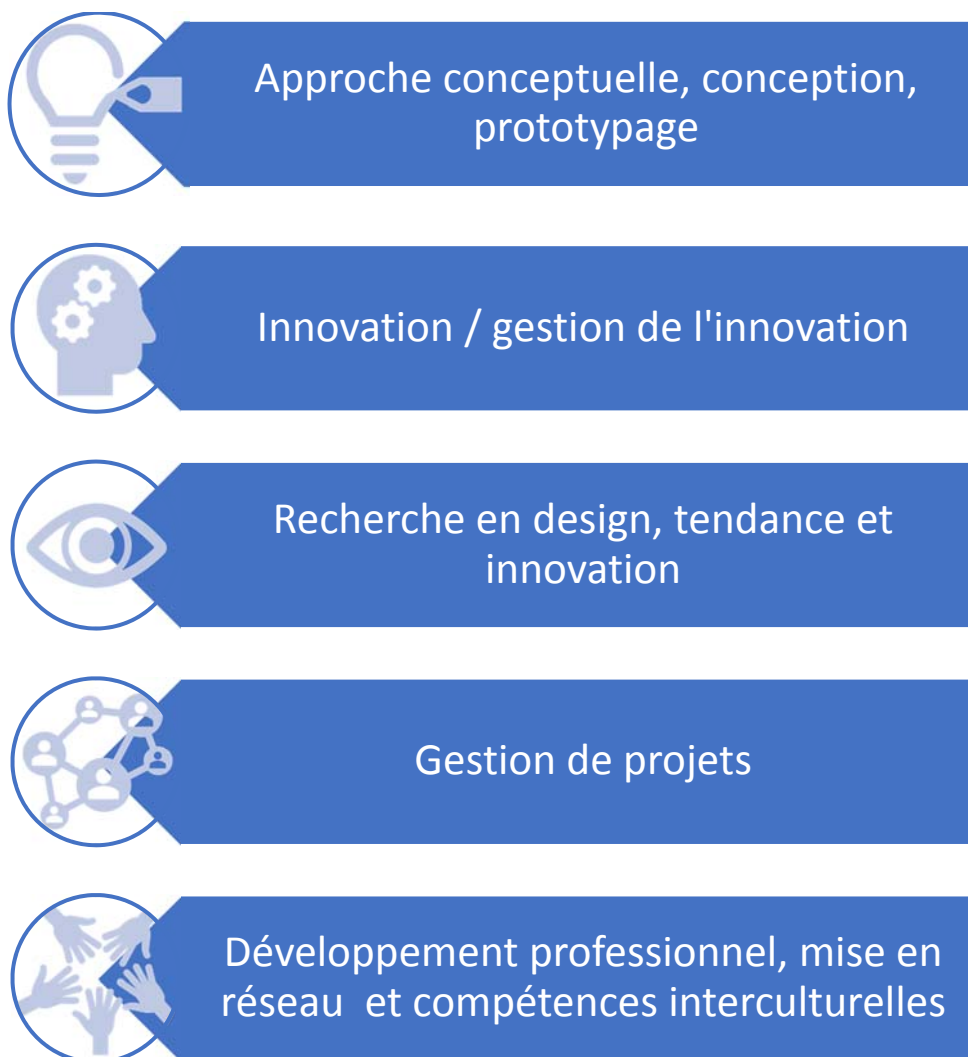 Approche conceptuelle, conception,
prototypage
Innovation / gestion de l'innovation
Recherche en design, tendance et
innovation
Gestion de projets
Développement professionnel, mise en
réseau  et compétences interculturelles